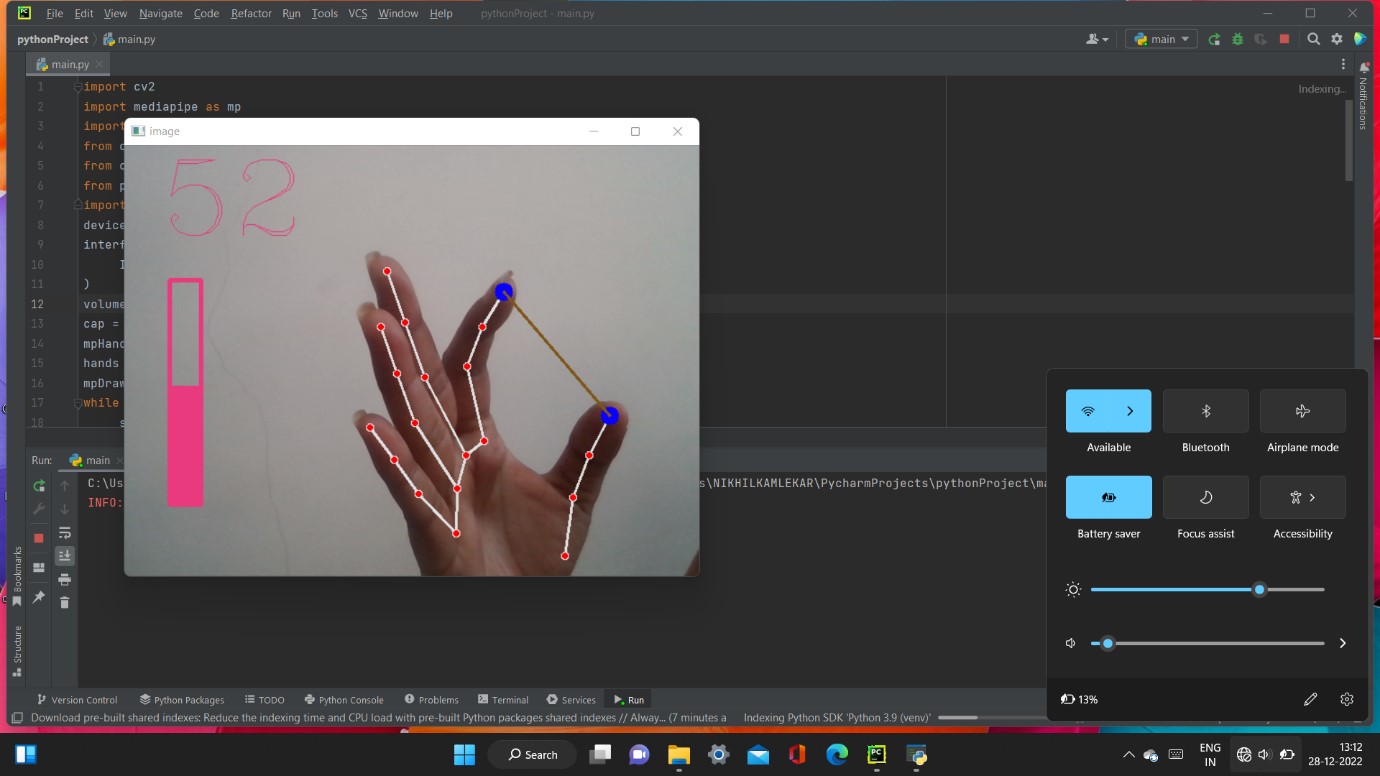 File Edit View Navigate Code Refactor Run Tools VCS Window Help pythonProject - main.py
pythonProject main.py main
main.py
Indexing...
1 import cv2
2 import mediapipe as mp
3 import
4 from
5 from
6 from
7 import
8 device
9 interf
10
11 )
12 volume
13 cap =
14 mpHand
15 hands
16 mpDraw
17 while
18
Notifications
image
52
Run: main
C:\Us
s\NIKHILKAMLEKAR\PycharmProjects\pythonProject\ma
INFO:
Bookmarks
Structure
Available Bluetooth Airplane mode
Battery saver Focus assist Accessibility
13%
Version Control Python Packages TODO Python Console Problems Terminal Services Run
Download pre-built shared indexes: Reduce the indexing time and CPU load with pre-built Python packages shared indexes // Alway... (7 minutes a Indexing Python SDK 'Python 3.9 (venv)'
Search
ENG
IN
13:12
28-12-2022